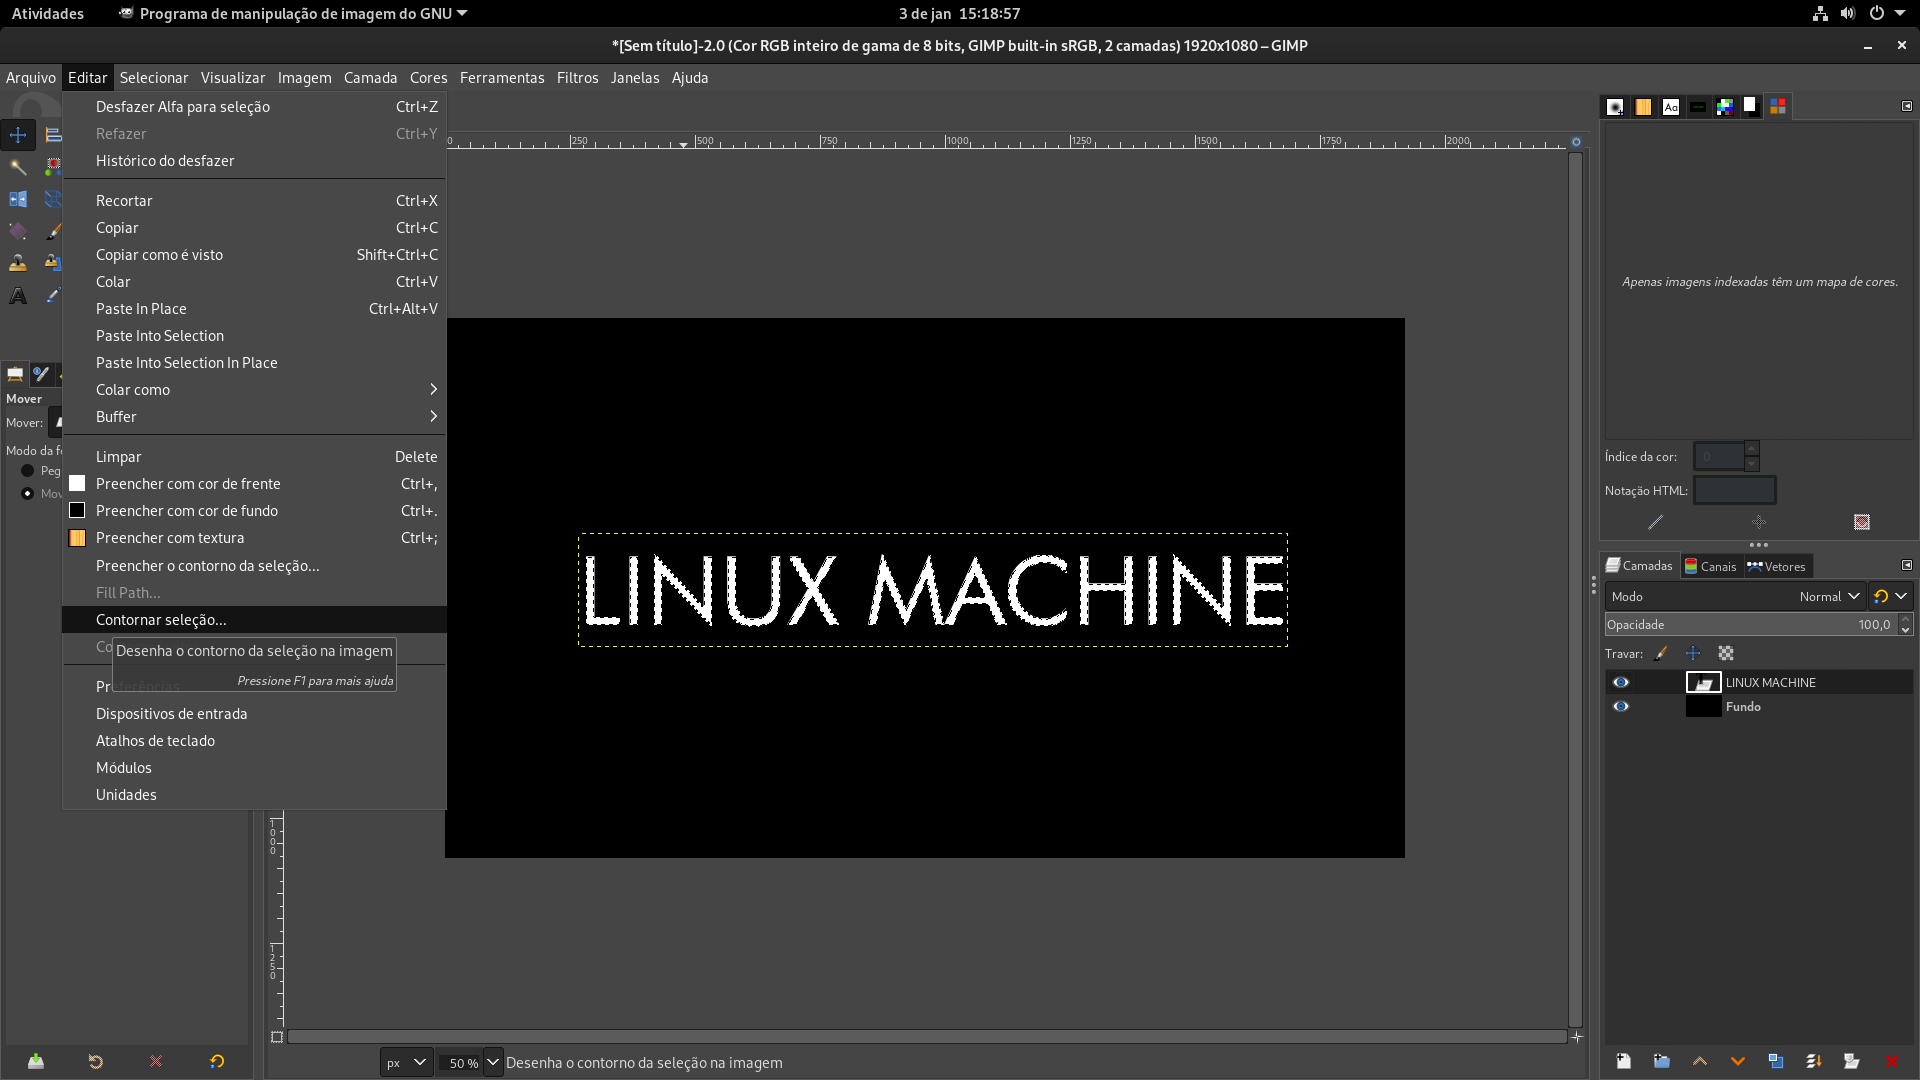 Atividades
Programa de manipulação de imagem do GNU
3 de jan 15:18:57
*[Sem título]-2.0 (Cor RGB inteiro de gama de 8 bits, GIMP built-in sRGB, 2 camadas) 1920x1080 – GIMP
Arquivo Editar Selecionar Visualizar Imagem Camada Cores Ferramentas Filtros Janelas Ajuda
Desfazer Alfa para seleção Ctrl+Z
Refazer Ctrl+Y
Histórico do desfazer
Recortar Ctrl+X
Copiar Ctrl+C
Copiar como é visto Shift+Ctrl+C
Colar Ctrl+V
Paste In Place Ctrl+Alt+V
Paste Into Selection
Paste Into Selection In Place
Colar como
Buffer
Limpar Delete
Preencher com cor de frente Ctrl+,
Preencher com cor de fundo Ctrl+.
Preencher com textura Ctrl+;
Preencher o contorno da seleção...
Fill Path...
Contornar seleção...
Co
Desenha o contorno da seleção na imagem
Pressione F1 para mais ajuda
Preferências
Dispositivos de entrada
Atalhos de teclado
Módulos
Unidades
Mover
Mover:
Modo da fe
Peg
Mov
0 250 500 750 1000 1250 1500 1750 2000
1000
1250
LINUX MACHINE
px 50 % Desenha o contorno da seleção na imagem
Aa
Apenas imagens indexadas têm um mapa de cores.
Índice da cor: 0
Notação HTML:
Camadas Canais Vetores
Modo Normal
Opacidade 100,0
Travar:
LINUX MACHINE
Fundo